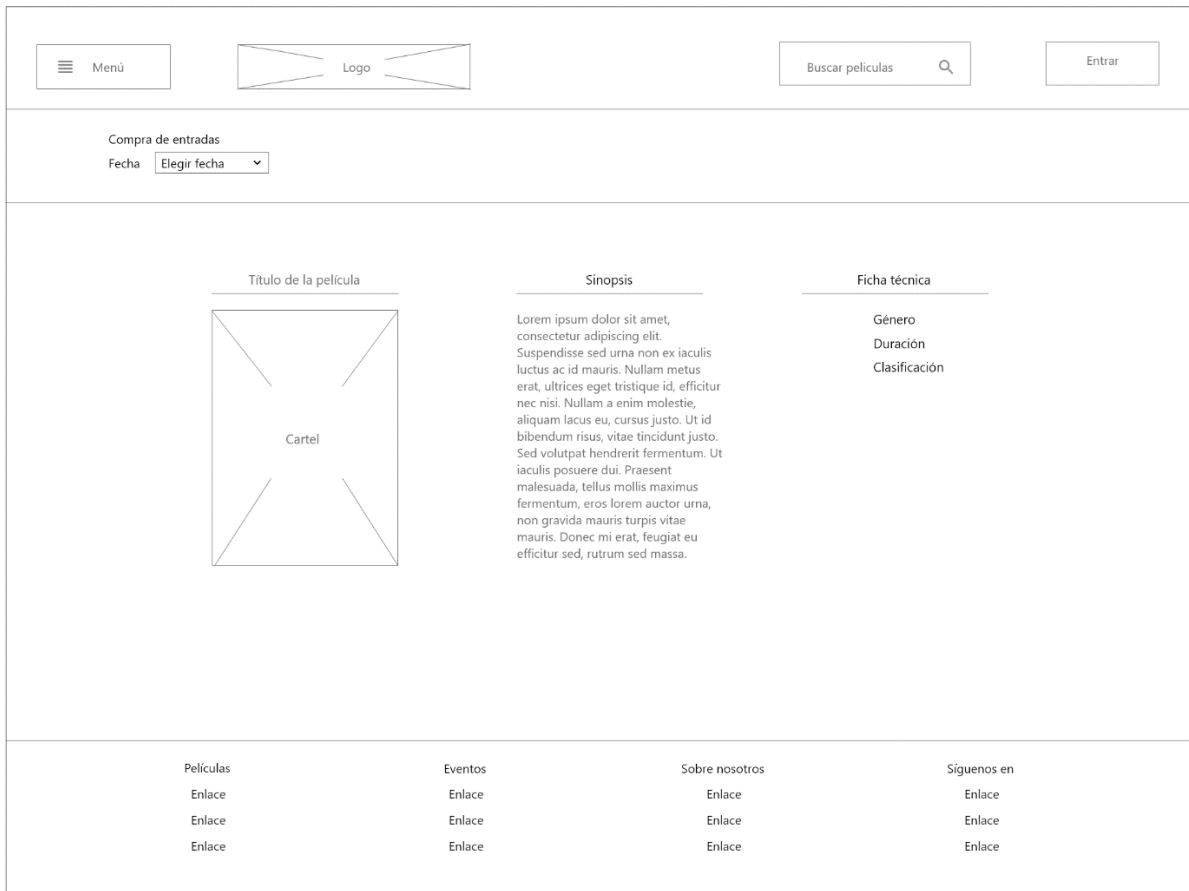 Menú
Logo
Buscar peliculas
Entrar
Compra de entradas
Fecha
Elegir fecha
Título de la película
Cartel
Sinopsis
Lorem ipsum dolor sit amet,
consectetur adipiscing elit.
Suspendisse sed urna non ex iaculis
luctus ac id mauris. Nullam metus
erat, ultrices eget tristique id, efficitur
nec nisi. Nullam a enim molestie,
aliquam lacus eu, cursus justo. Ut id
bibendum risus, vitae tincidunt justo.
Sed volutpat hendrerit fermentum. Ut
iaculis posuere dui. Praesent
malesuada, tellus mollis maximus
fermentum, eros lorem auctor urna,
non gravida mauris turpis vitae
mauris. Donec mi erat, feugiat eu
efficitur sed, rutrum sed massa.
Ficha técnica
Género
Duración
Clasificación
Películas
Enlace
Enlace
Enlace
Eventos
Enlace
Enlace
Enlace
Sobre nosotros
Enlace
Enlace
Enlace
Síguenos en
Enlace
Enlace
Enlace